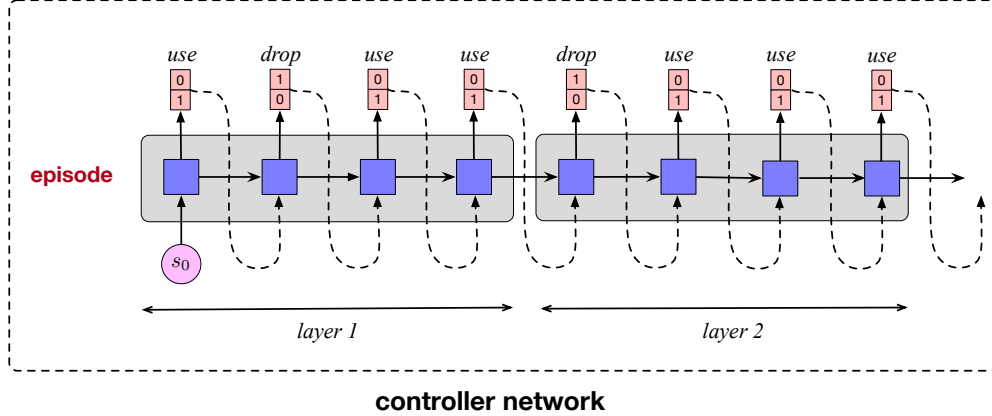 use drop use use drop use use use
0 1 0 0 1 0 0 0
1 0 1 1 0 1 1 1
episode
s0
layer 1 layer 2
controller network